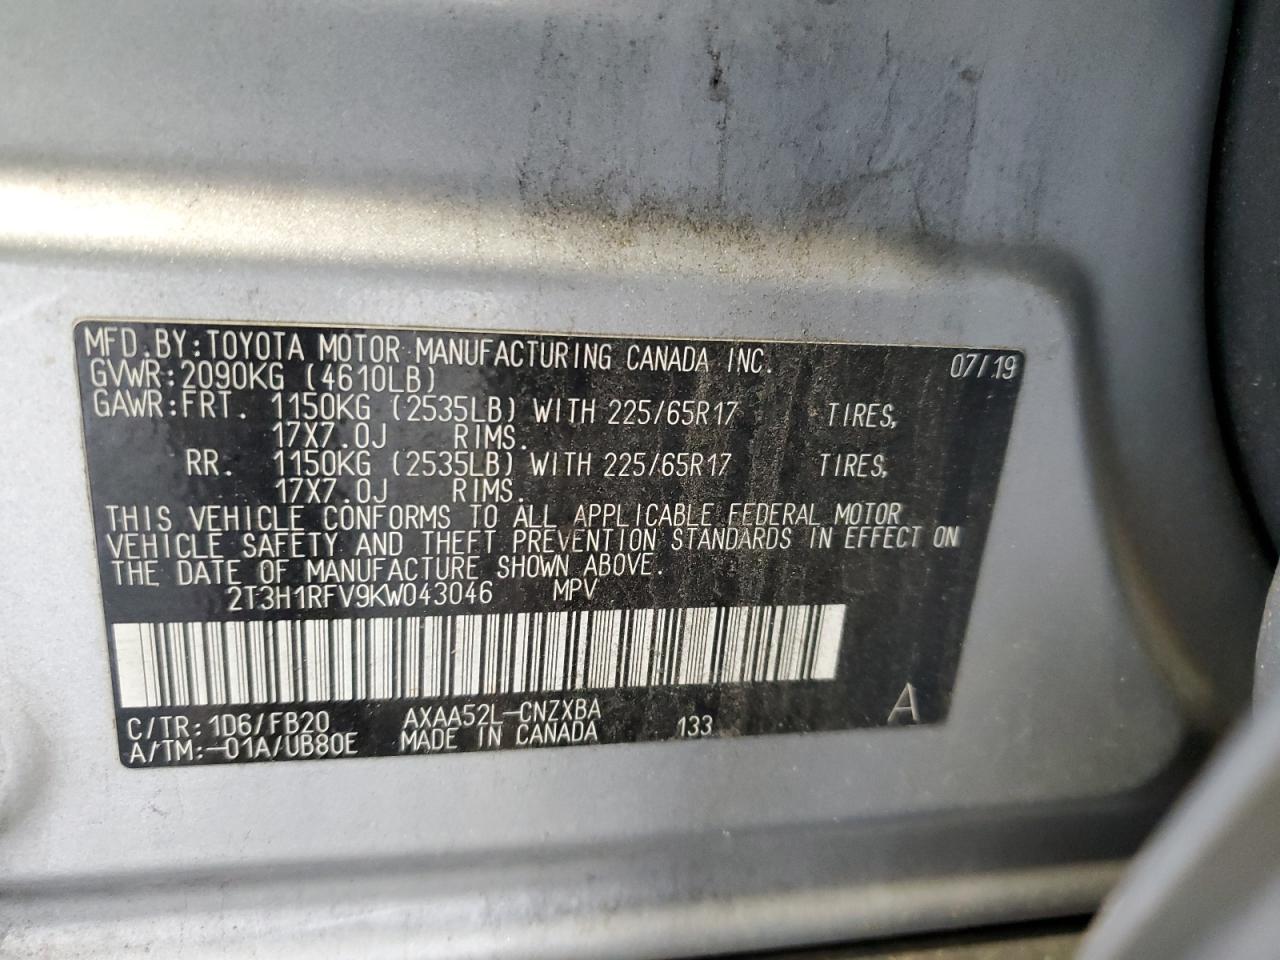 MFD.BY:TOYOTA MOTOR MANUFACTURING CANADA INC. 07/19
GVWR:2090KG (4610LB)
GAWR:FRT. 1150KG (2535LB) WITH 225/65R17 TIRES,
17X7.0J RIMS.
RR. 1150KG (2535LB) WITH 225/65R17 TIRES,
17X7.0J RIMS.
THIS VEHICLE CONFORMS TO ALL APPLICABLE FEDERAL MOTOR
VEHICLE SAFETY AND THEFT PREVENTION STANDARDS IN EFFECT ON
THE DATE OF MANUFACTURE SHOWN ABOVE.
2T3H1RFV9KW043046 MPV
C/TR:1D6/FB20 AXAA52L-CNZXBA A
A/TM:-01A/UB80E MADE IN CANADA 133